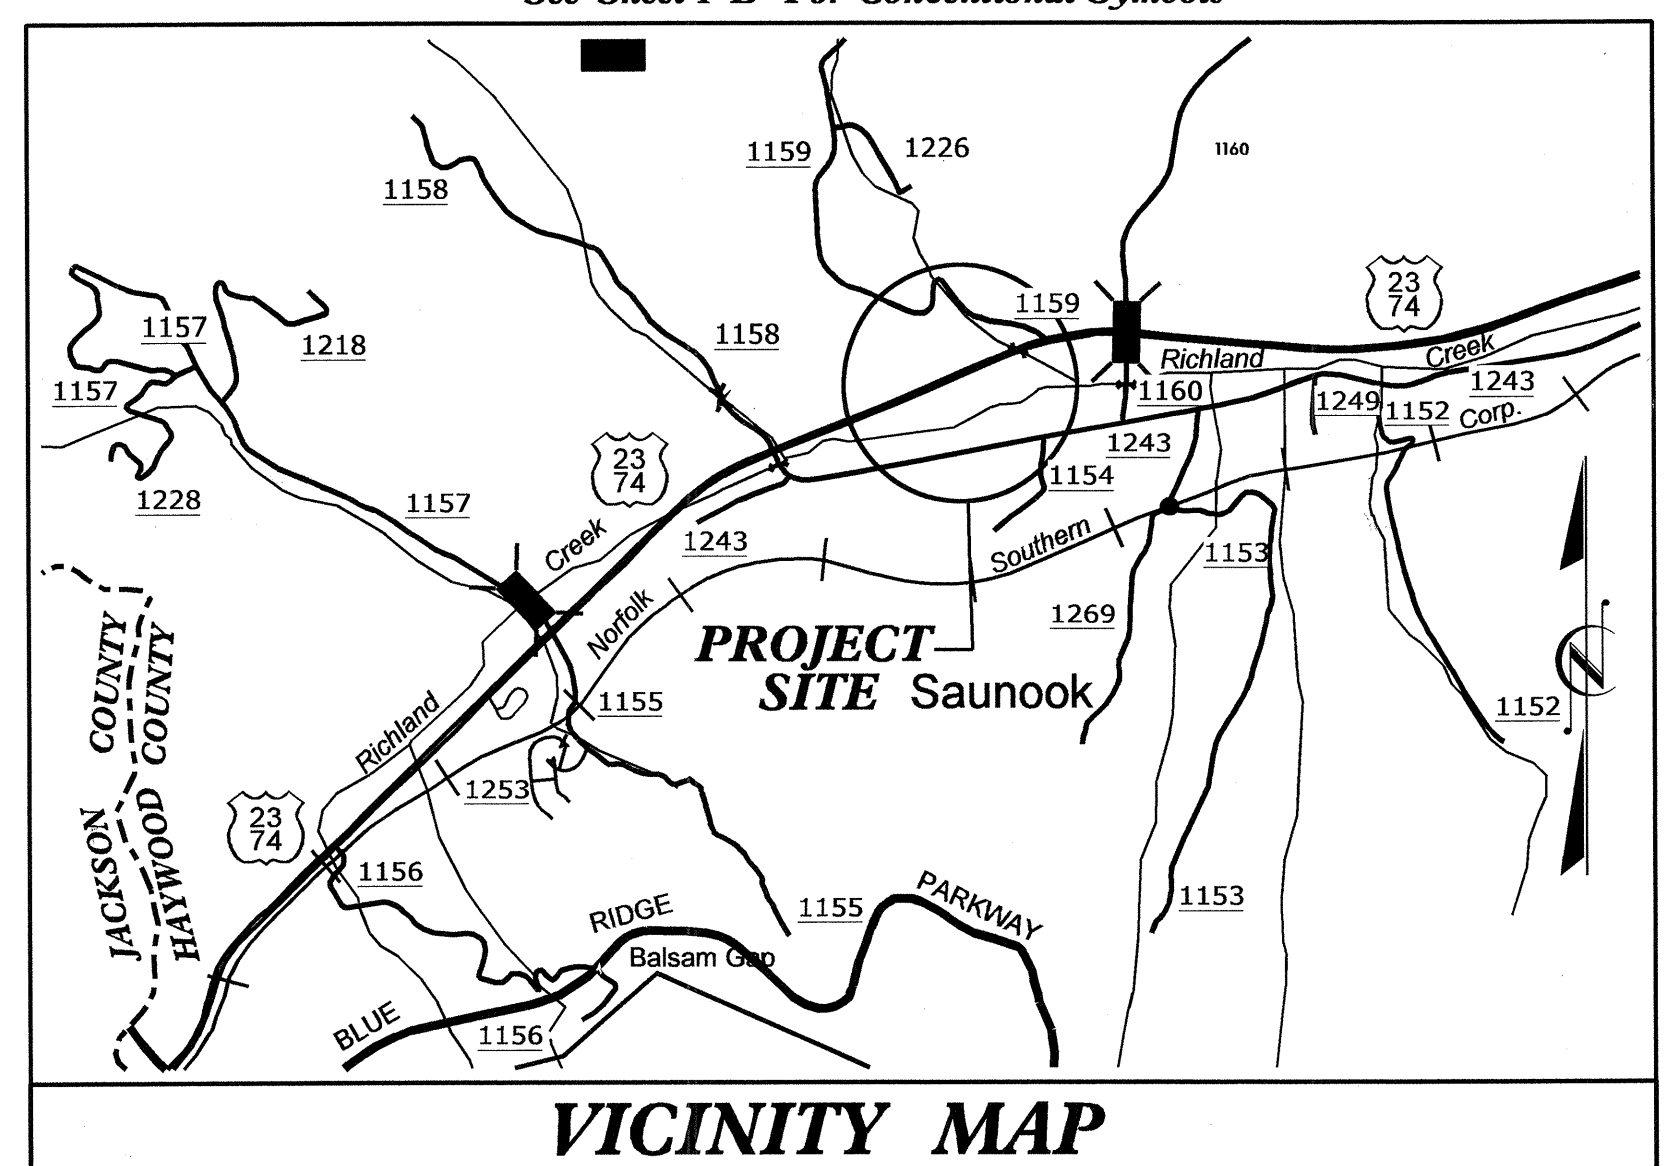 1159
1226
1160
1158
23
74
1157
1159
1218
1158
Richland
Creek
1157
1160
1243
1249
1152
Corp.
1243
23
74
1154
1228
1157
1243
Creek
Southern
1153
Norfolk
1269
PROJECT
SITE Saunook
COUNTY
COUNTY
1155
1152
Richland
1253
23
74
JACKSON
HAYWOOD
1156
1153
RIDGE
1155
PARKWAY
Balsam Gap
BLUE
1156
N
VICINITY MAP